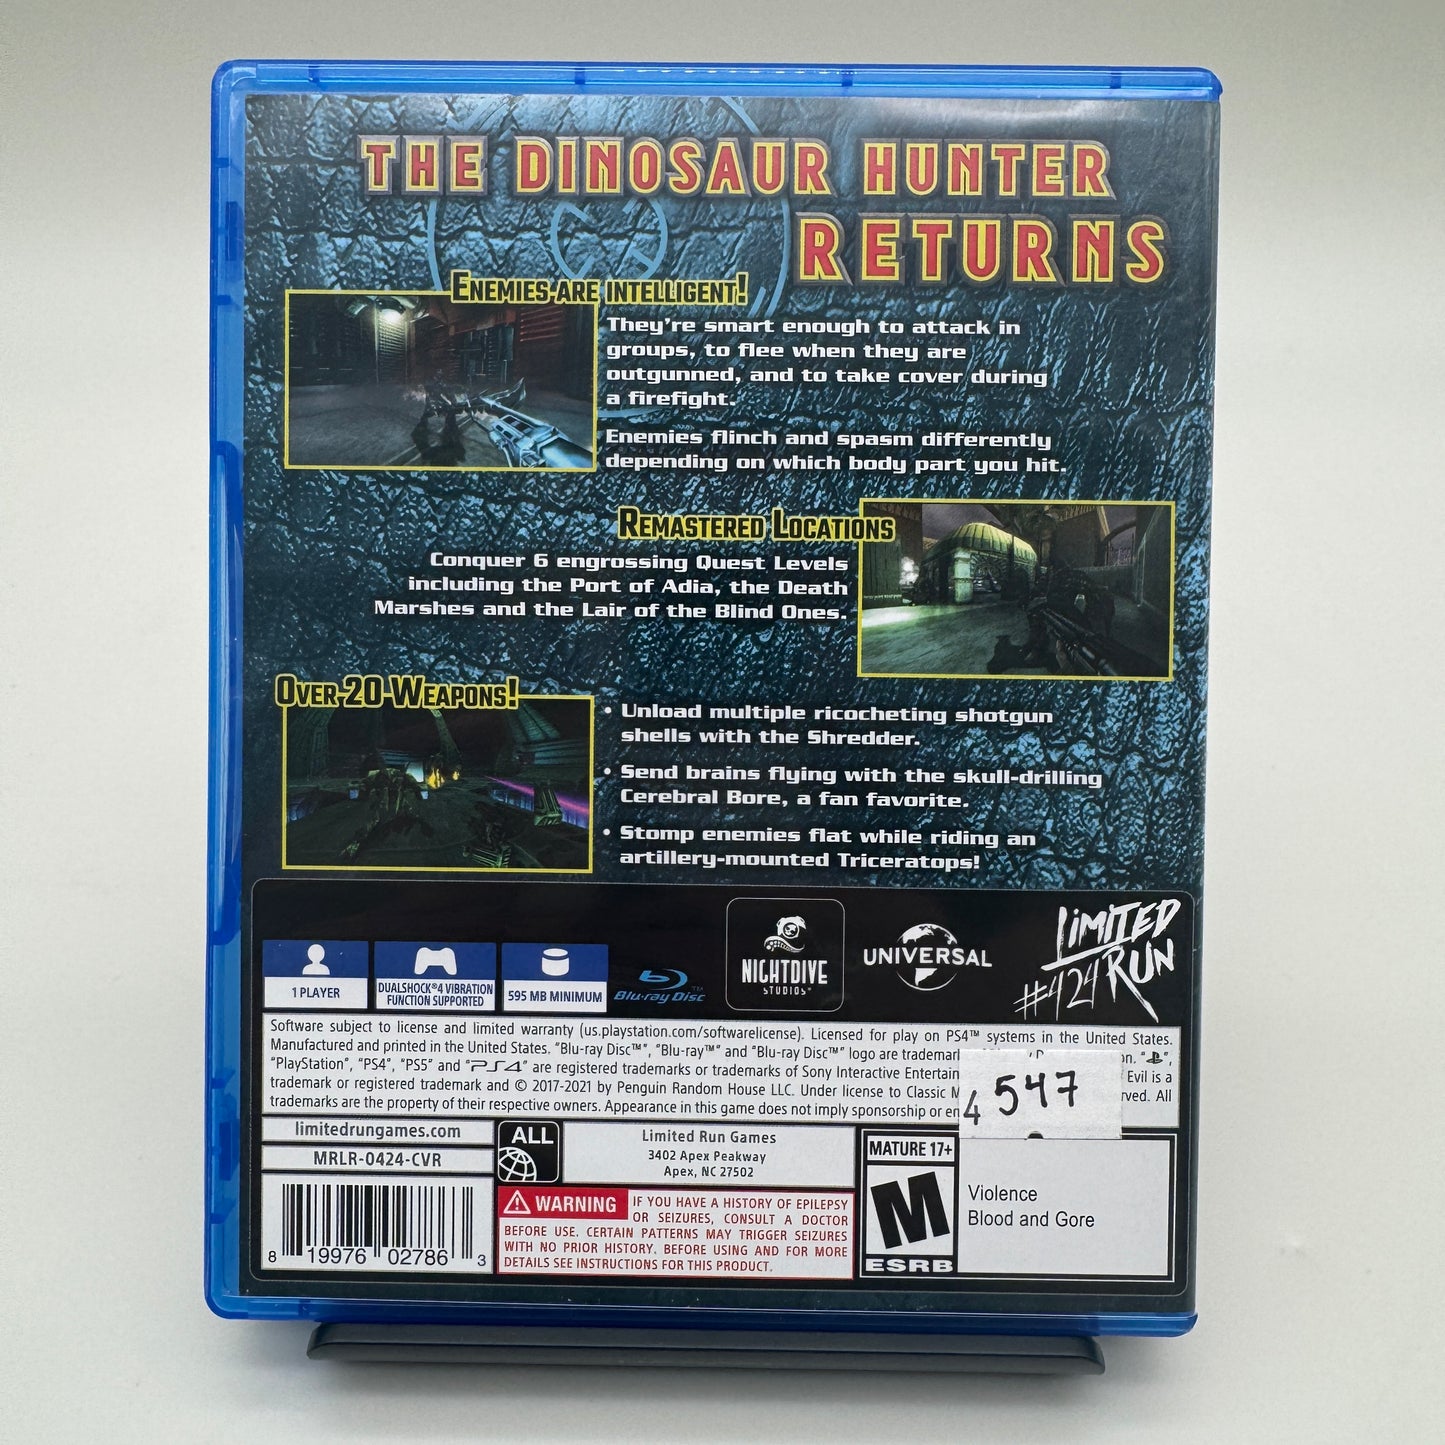 THE DINOSAUR HUNTER
RETURNS
ENEMIES ARE INTELLIGENT!
They're smart enough to attack in
groups, to flee when they are
outgunned, and to take cover during
a firefight.
Enemies flinch and spasm differently
depending on which body part you hit.
REMASTERED LOCATIONS
Conquer 6 engrossing Quest Levels
including the Port of Adia, the Death
Marshes and the Lair of the Blind Ones.
OVER 20 WEAPONS!
• Unload multiple ricocheting shotgun
shells with the Shredder.
• Send brains flying with the skull-drilling
Cerebral Bore, a fan favorite.
• Stomp enemies flat while riding an
artillery-mounted Triceratops!
1 PLAYER
DUALSHOCK®4 VIBRATION
FUNCTION SUPPORTED
595 MB MINIMUM
Blu-ray Disc™
NIGHTDIVE
STUDIOS
UNIVERSAL
LIMITED
RUN
#424
Software subject to license and limited warranty (us.playstation.com/softwarelicense). Licensed for play on PS4™ systems in the United States.
Manufactured and printed in the United States. "Blu-ray Disc™", "Blu-ray™" and "Blu-ray Disc™" logo are
"PlayStation", "PS4", "PS5" and "PS4" are registered trademarks or trademarks of Sony Interactive Evil is a
trademark or registered trademark and © 2017-2021 by Penguin Random House LLC. Under license to Classic All
trademarks are the property of their respective owners. Appearance in this game does not imply sponsorship or
4 547
limitedrungames.com
MRLR-0424-CVR
8 19976 02786 3
ALL
Limited Run Games
3402 Apex Peakway
Apex, NC 27502
WARNING IF YOU HAVE A HISTORY OF EPILEPSY
OR SEIZURES, CONSULT A DOCTOR
BEFORE USE. CERTAIN PATTERNS MAY TRIGGER SEIZURES
WITH NO PRIOR HISTORY. BEFORE USING AND FOR MORE
DETAILS SEE INSTRUCTIONS FOR THIS PRODUCT.
MATURE 17+
M
ESRB
Violence
Blood and Gore